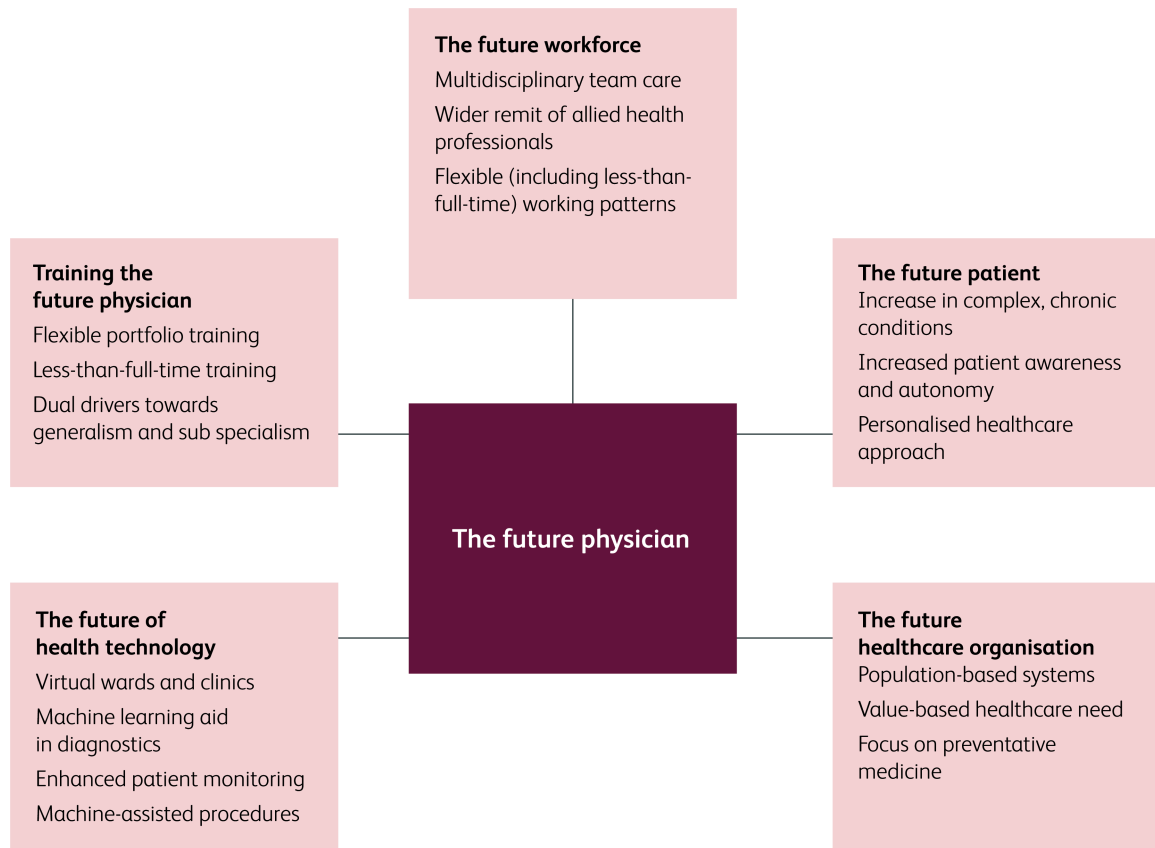 The future workforce
Multidisciplinary team care
Wider remit of allied health
professionals
Flexible (including less-than-
full-time) working patterns
Training the
future physician
Flexible portfolio training
Less-than-full-time training
Dual drivers towards
generalism and sub specialism
The future patient
Increase in complex, chronic
conditions
Increased patient awareness
and autonomy
Personalised healthcare
approach
The future physician
The future of
health technology
Virtual wards and clinics
Machine learning aid
in diagnostics
Enhanced patient monitoring
Machine-assisted procedures
The future
healthcare organisation
Population-based systems
Value-based healthcare need
Focus on preventative
medicine